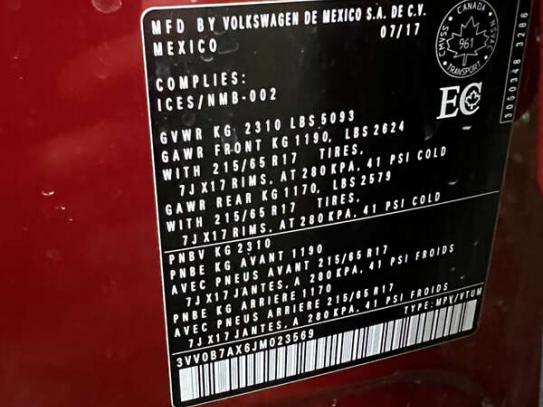 MFD BY VOLKSWAGEN DE MEXICO S.A. DE C.V.
MEXICO 07/17
CANADA
CMVSS 961 NSVAC
TRANSPORT
COMPLIES:
ICES/NMB-002
EC
3050348 3286
GVWR KG 2310 LBS 5093
GAWR FRONT KG 1190, LBS 2624
WITH 215/65 R17 TIRES,
7J X17 RIMS, AT 280 KPA, 41 PSI COLD
GAWR REAR KG 1170, LBS 2579
WITH 215/65 R17 TIRES,
7J X17 RIMS, AT 280 KPA, 41 PSI COLD
PNBV KG 2310
PNBE KG AVANT 1190
AVEC PNEUS AVANT 215/65 R17
7J X17 JANTES, A 280 KPA, 41 PSI FROIDS
PNBE KG ARRIERE 1170
AVEC PNEUS ARRIERE 215/65 R17
7J X17 JANTES, A 280 KPA, 41 PSI FROIDS
3VV0B7AX6JM023569 TYPE: MPV/VTUM